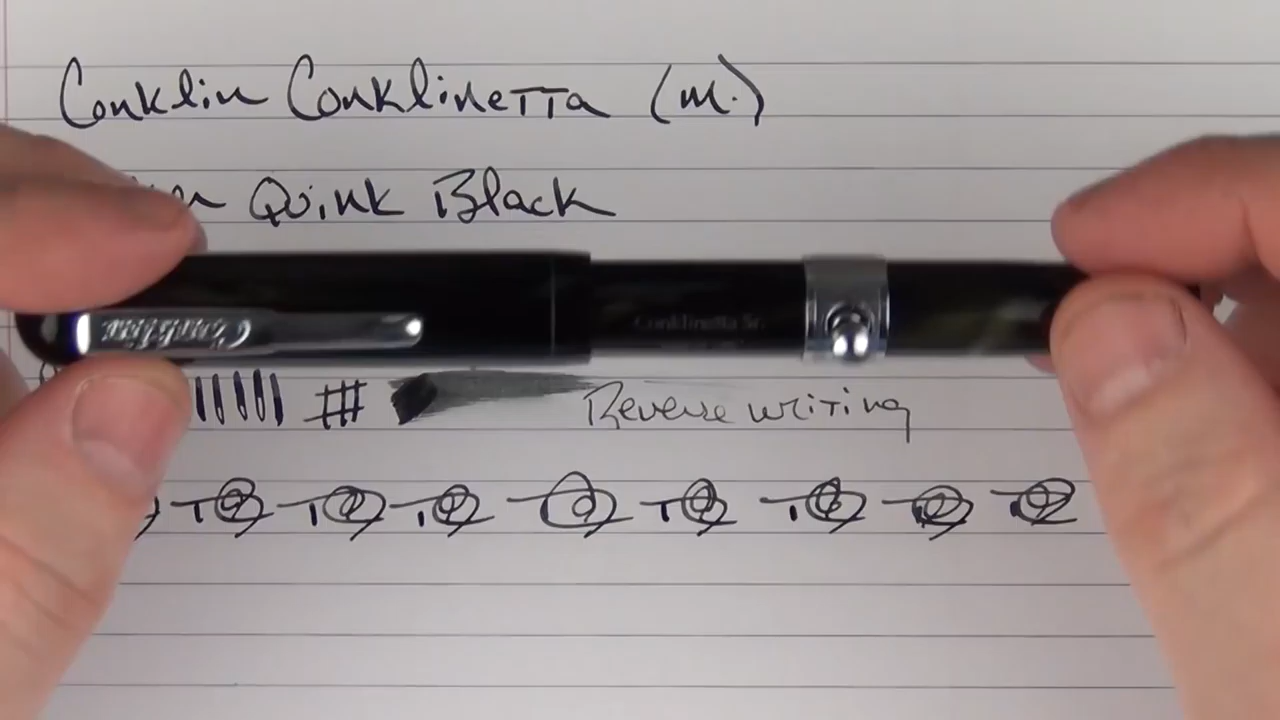 Conklin Conklinetta (m.)
Quink Black
Conklin
Conklinetta Sr.
Reverse writing